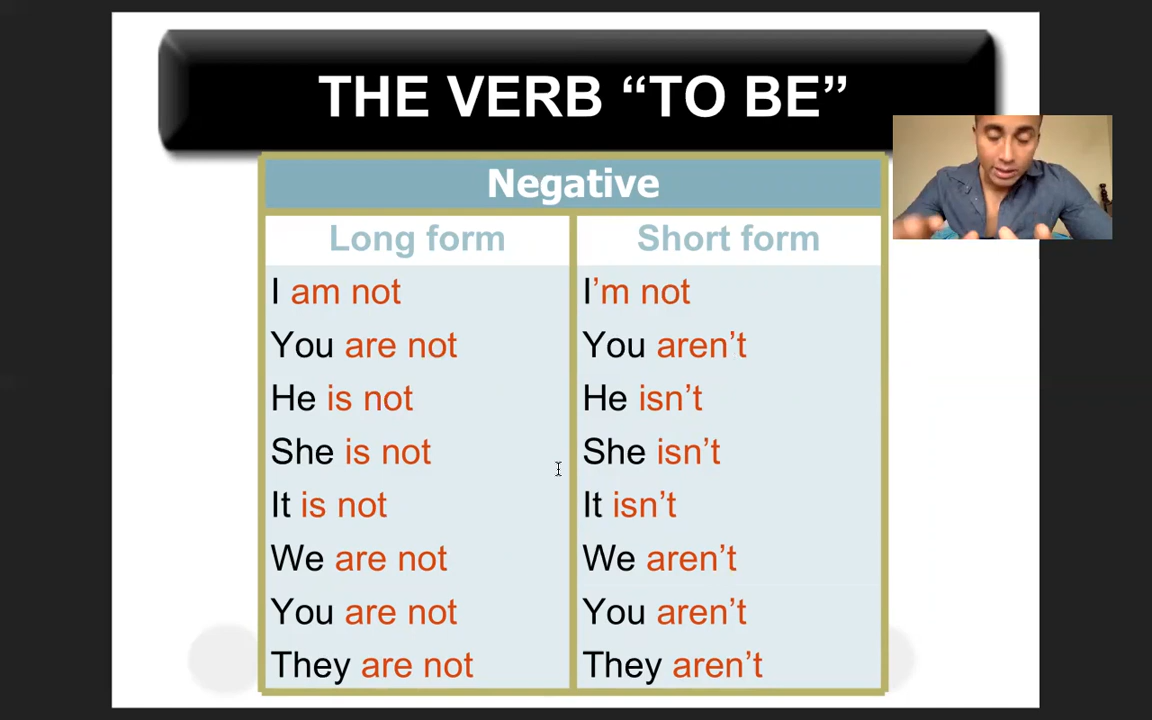 THE VERB “TO BE”
Negative
Long form
Short form
I am not
I’m not
You are not
You aren’t
He is not
He isn’t
She is not
She isn’t
It is not
It isn’t
We are not
We aren’t
You are not
You aren’t
They are not
They aren’t